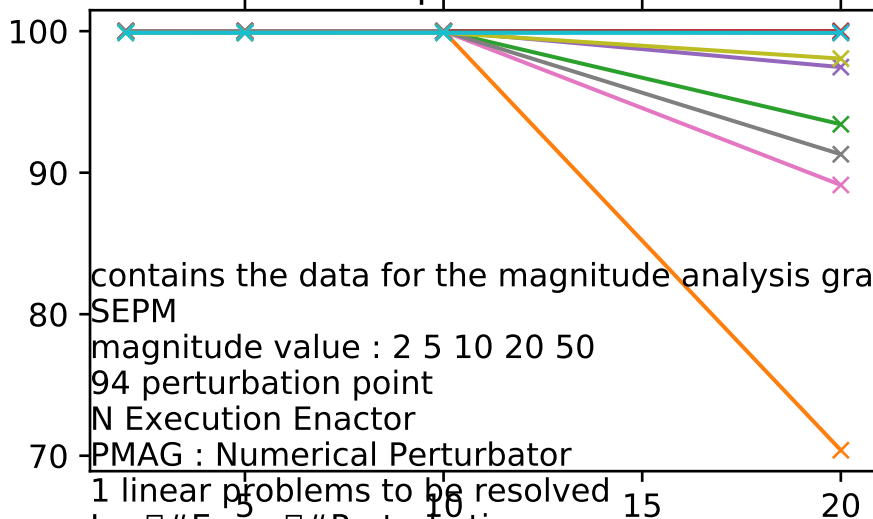 100
90
80
70
contains the data for the magnitude analysis gra
SEPM
magnitude value : 2 5 10 20 50
94 perturbation point
N Execution Enactor
PMAG : Numerical Perturbator
1 linear problems to be resolved
5 10 15 20